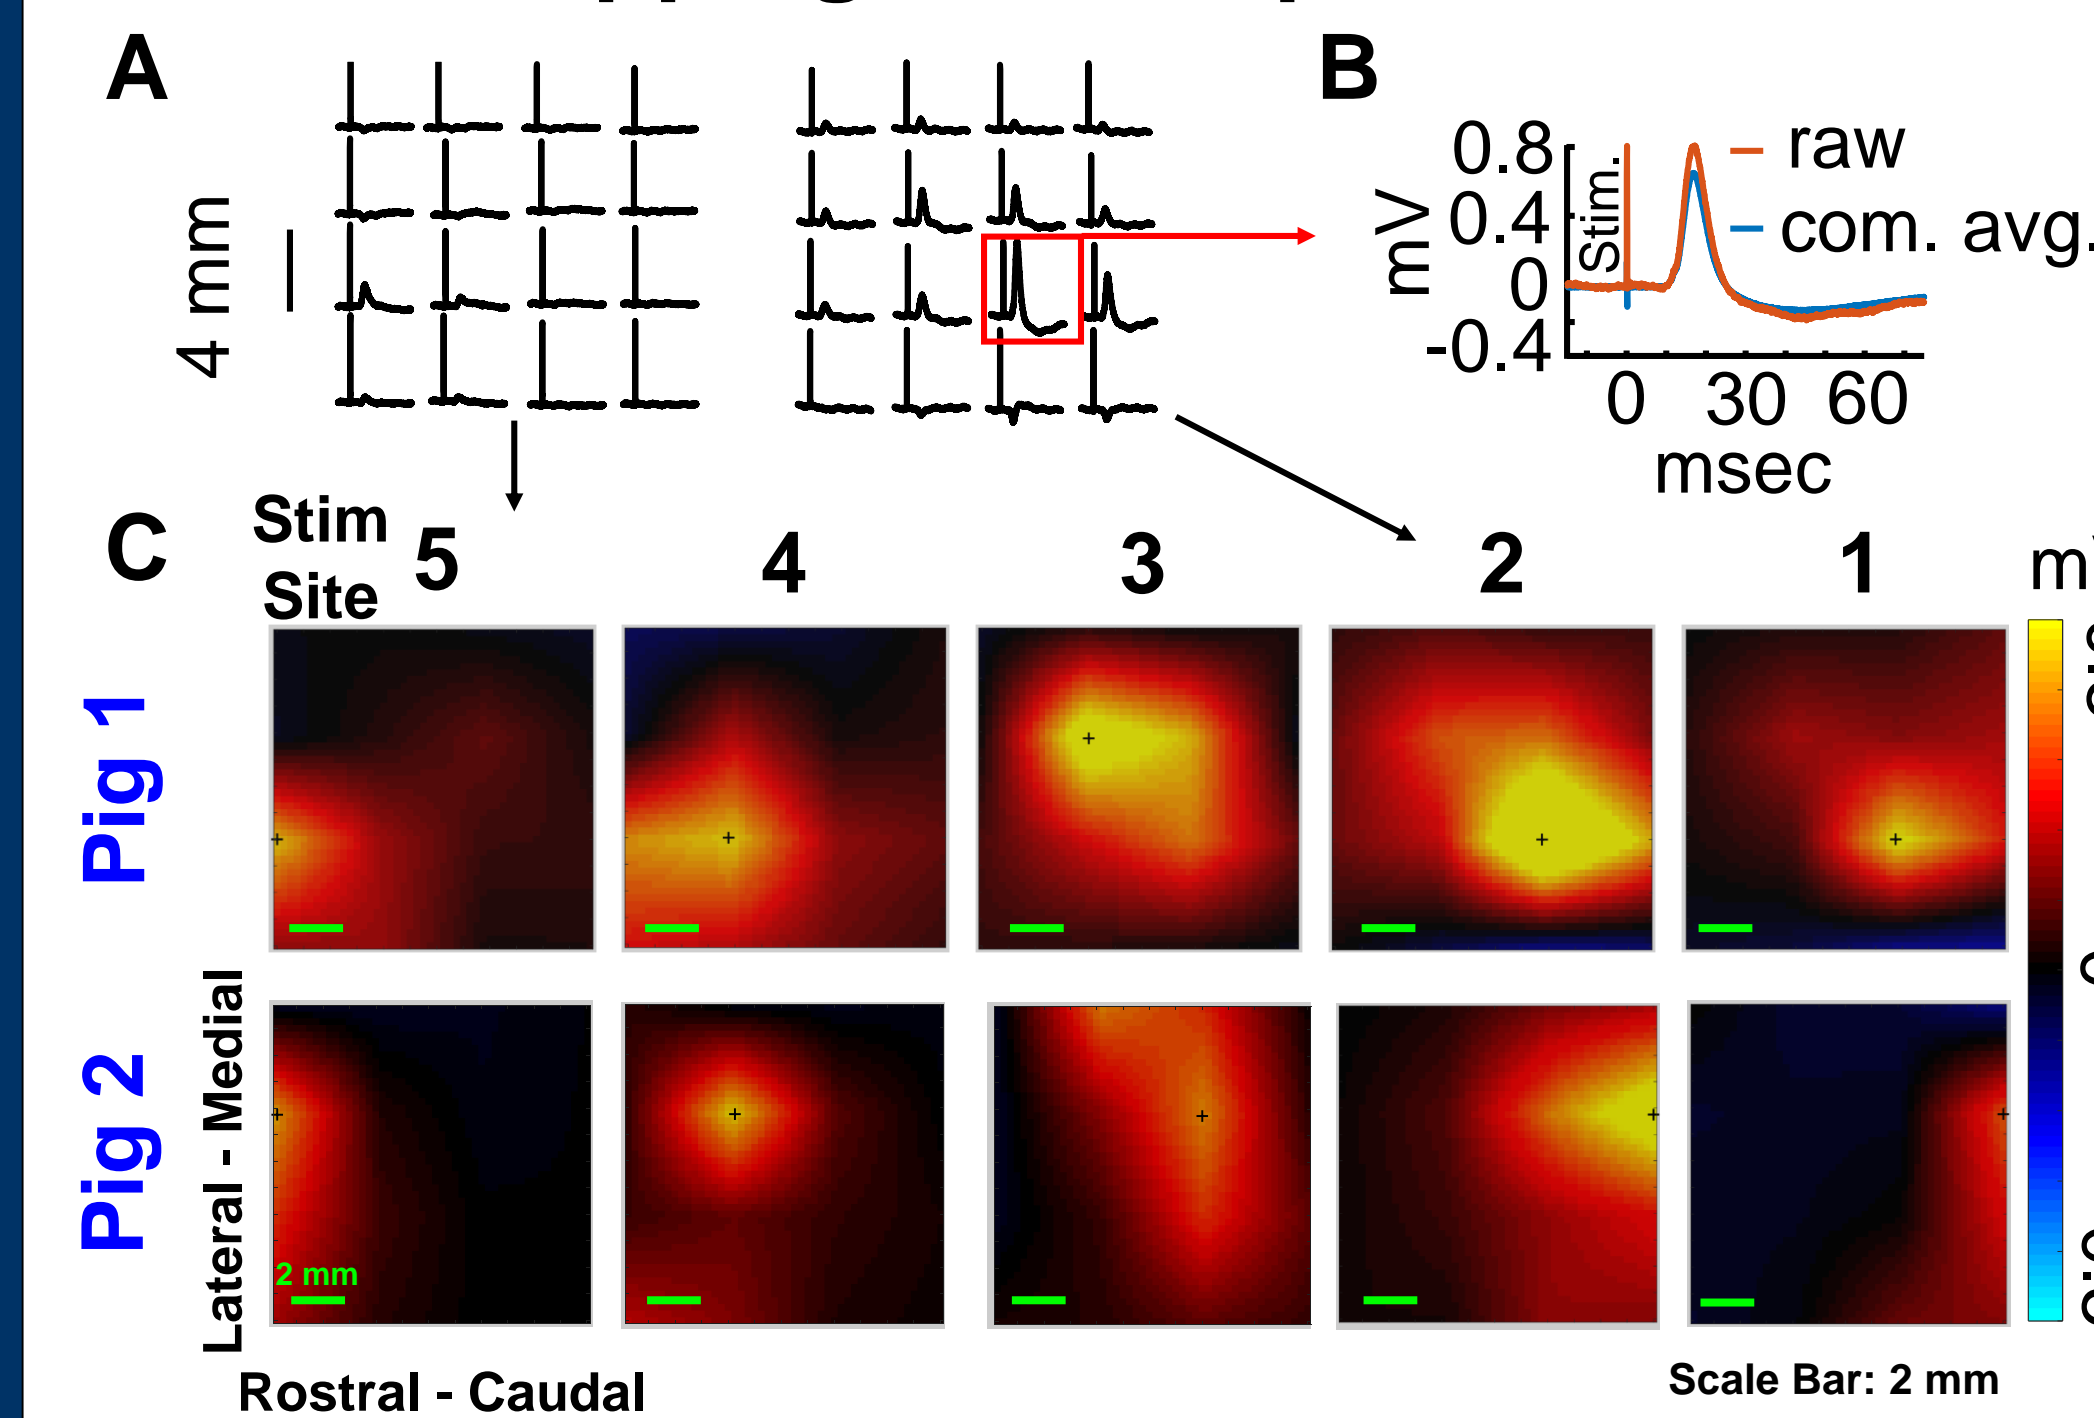 A
B
4 mm
0.8
0.4
0
-0.4
mV
Stim.
raw
com. avg.
0 30 60
msec
C
Stim
Site
5 4 3 2 1
Pig 1
0
Pig 2
Lateral - Medial
2 mm
Rostral - Caudal
Scale Bar: 2 mm